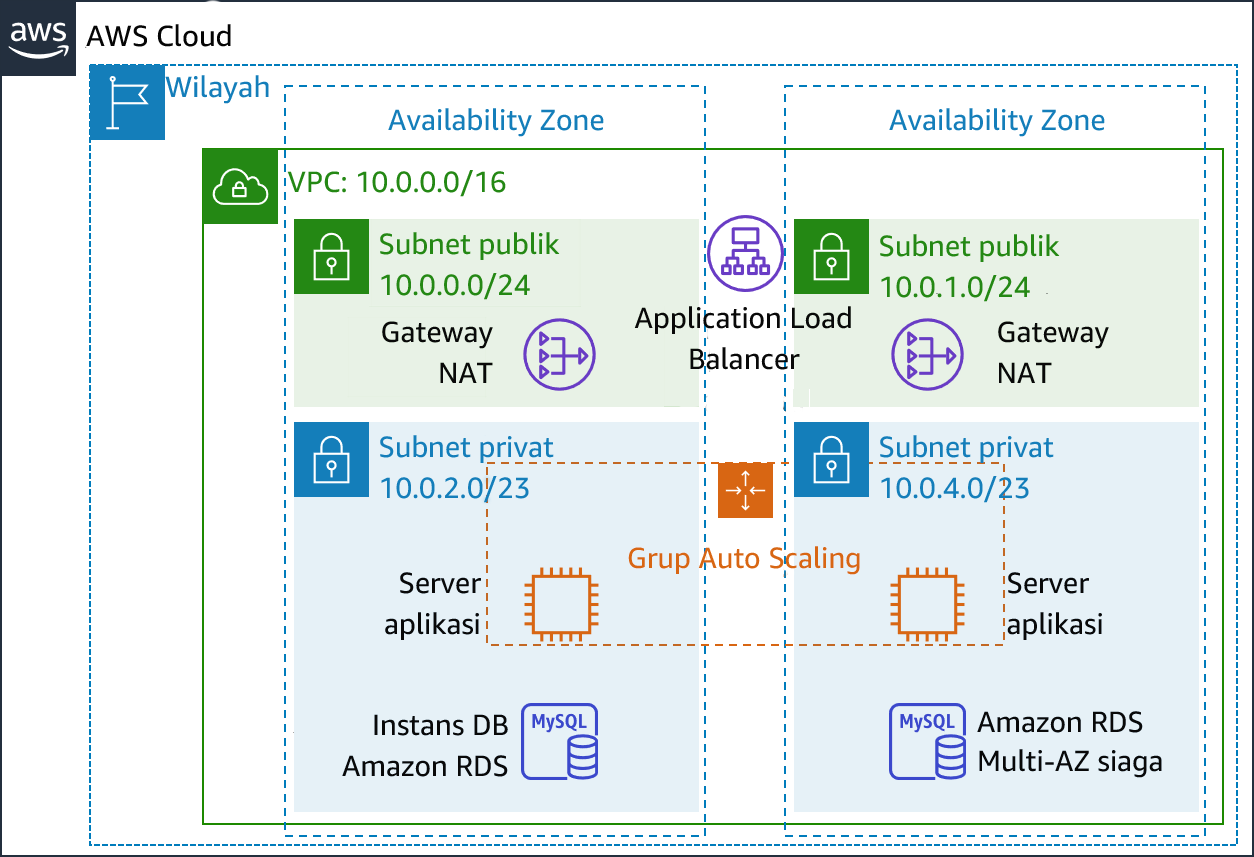 aws
AWS Cloud
Wilayah
Availability Zone
Availability Zone
VPC: 10.0.0.0/16
Subnet publik
10.0.0.0/24
Gateway
NAT
Application Load
Balancer
Subnet publik
10.0.1.0/24
Gateway
NAT
Subnet privat
10.0.2.0/23
Subnet privat
10.0.4.0/23
Grup Auto Scaling
Server
aplikasi
Server
aplikasi
Instans DB
Amazon RDS
MySQL
MySQL
Amazon RDS
Multi-AZ siaga